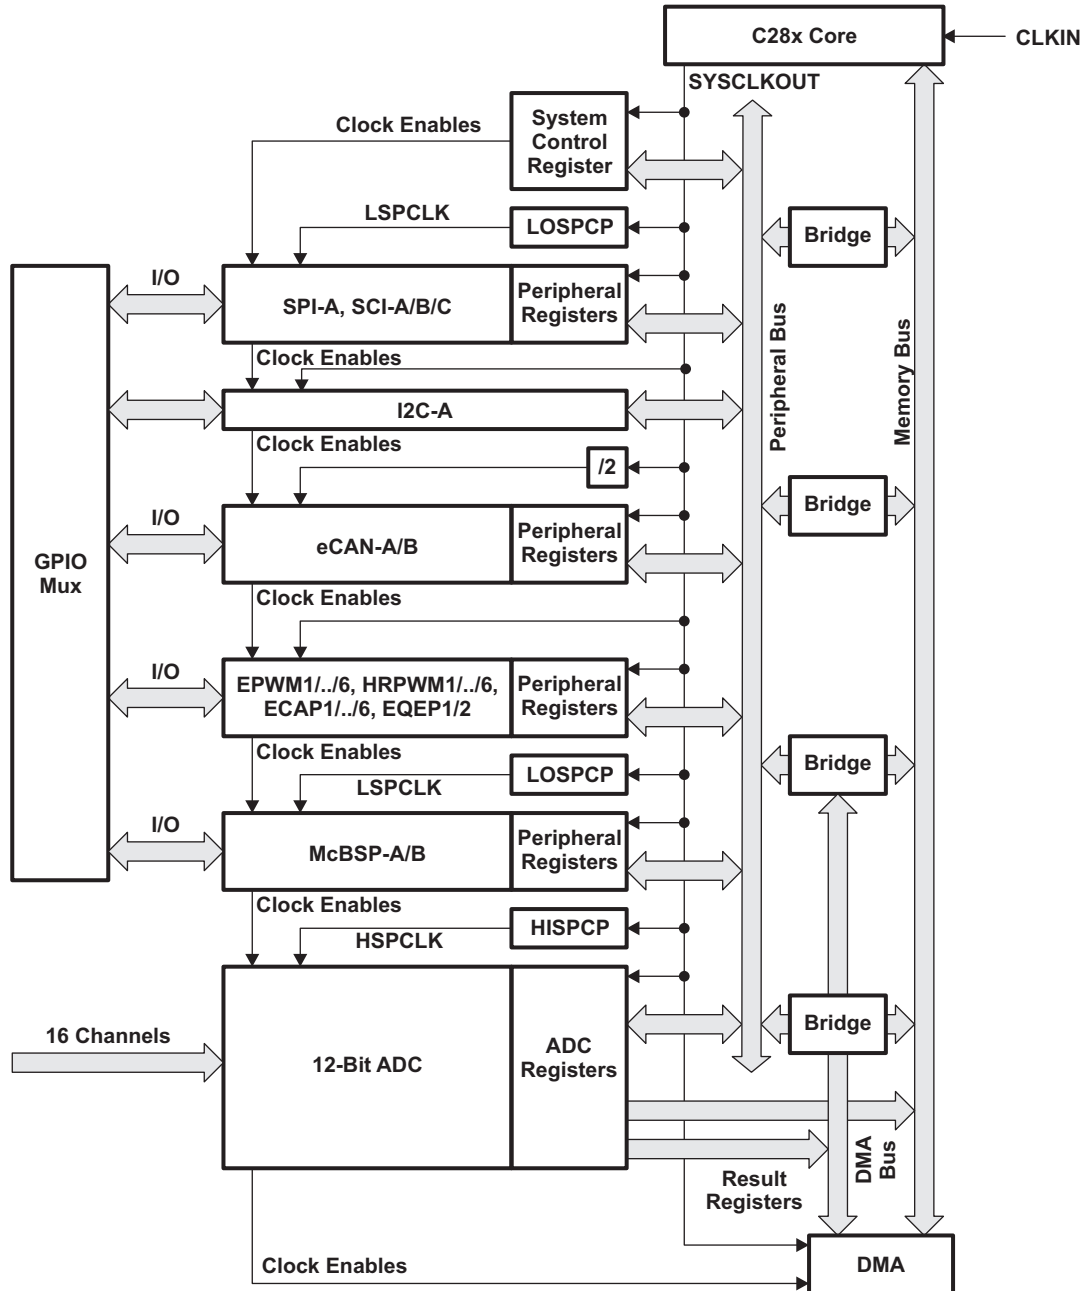 C28x Core
CLKIN
SYSCLKOUT
Clock Enables
System
Control
Register
LSPCLK
LOSPCP
Bridge
I/O
SPI-A, SCI-A/B/C
Peripheral
Registers
Peripheral Bus
Memory Bus
Clock Enables
I2C-A
Clock Enables
/2
Bridge
I/O
eCAN-A/B
Peripheral
Registers
GPIO
Mux
Clock Enables
I/O
EPWM1/../6, HRPWM1/../6,
ECAP1/../6, EQEP1/2
Peripheral
Registers
Clock Enables
LSPCLK
LOSPCP
Bridge
I/O
McBSP-A/B
Peripheral
Registers
Clock Enables
HSPCLK
HISPCP
16 Channels
12-Bit ADC
ADC
Registers
Bridge
DMA
Bus
Result
Registers
Clock Enables
DMA